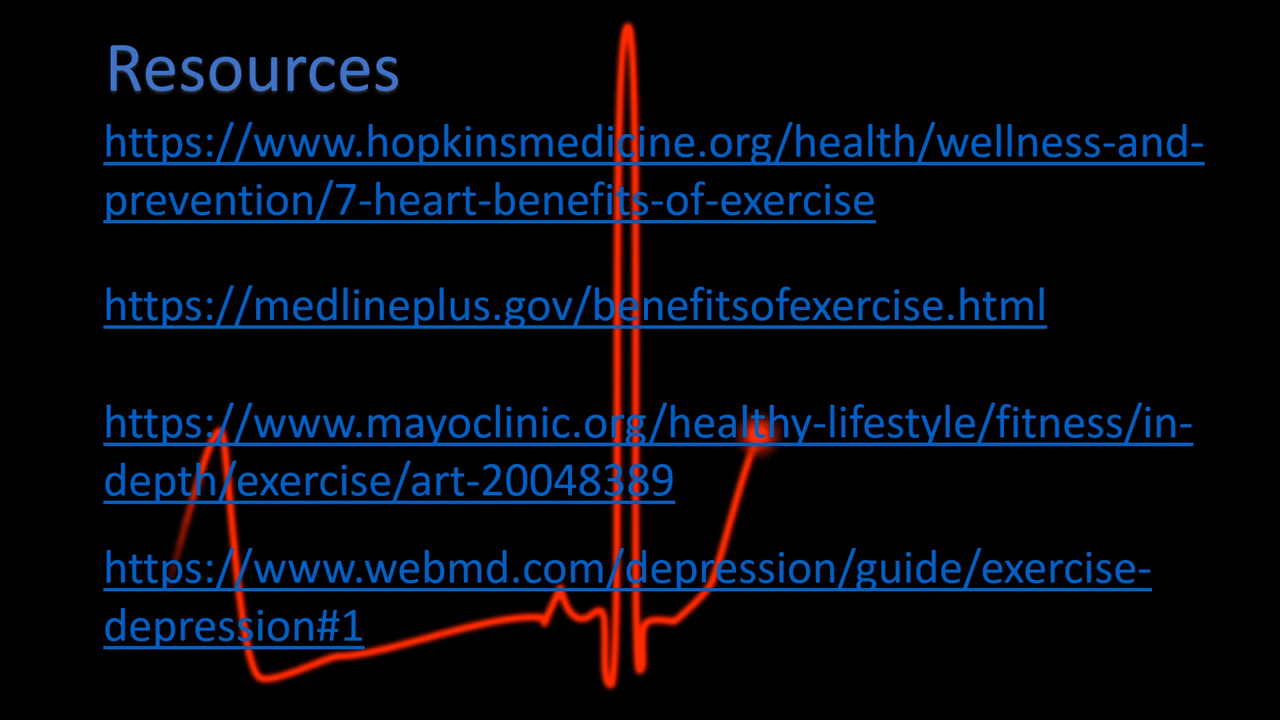 Resources
https://www.hopkinsmedicine.org/health/wellness-and-
prevention/7-heart-benefits-of-exercise
https://medlineplus.gov/benefitsofexercise.html
https://www.mayoclinic.org/healthy-lifestyle/fitness/in-
depth/exercise/art-20048389
https://www.webmd.com/depression/guide/exercise-
depression#1